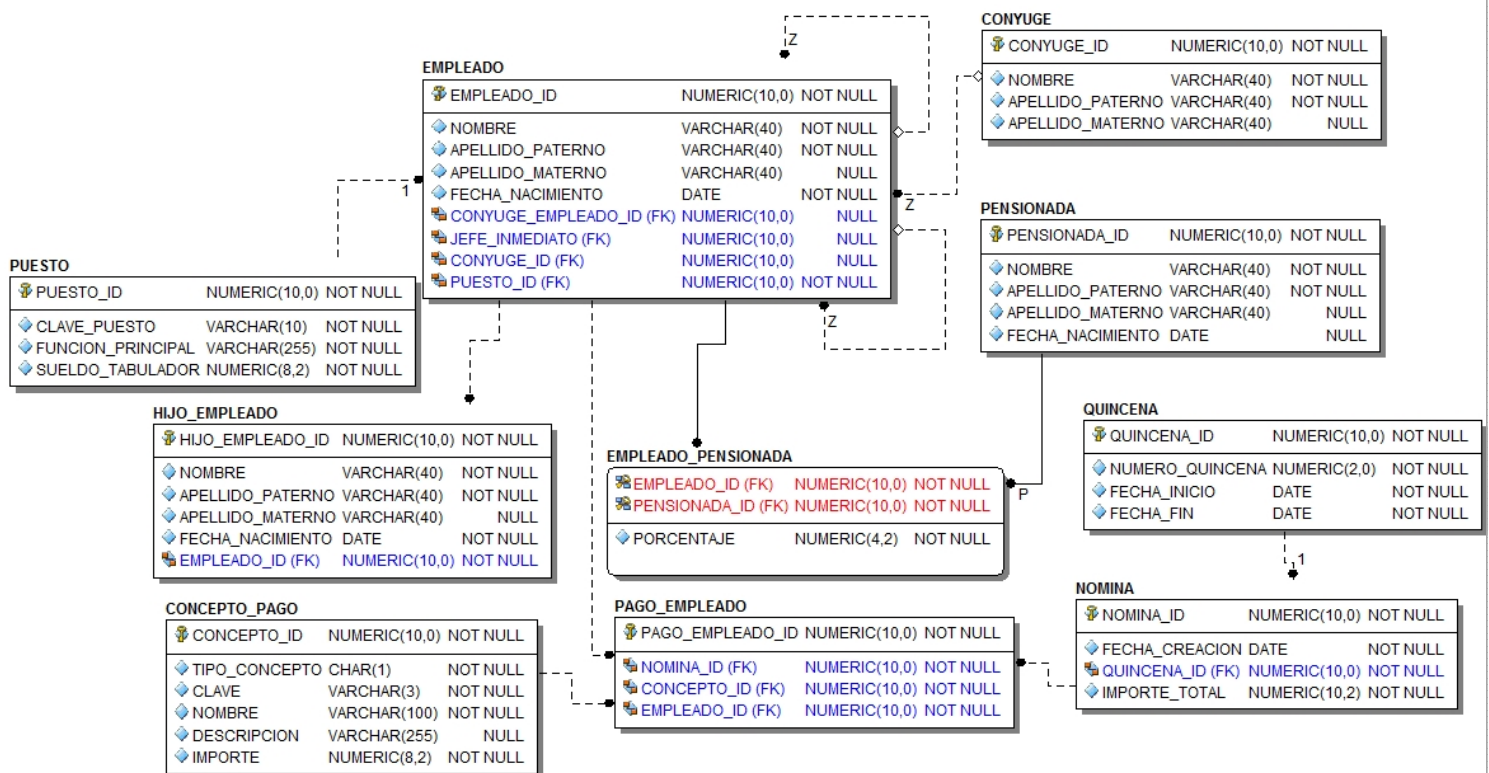 CONYUGE
CONYUGE_ID NUMERIC(10,0) NOT NULL
NOMBRE VARCHAR(40) NOT NULL
APELLIDO_PATERNO VARCHAR(40) NOT NULL
APELLIDO_MATERNO VARCHAR(40) NULL
Z
EMPLEADO
EMPLEADO_ID NUMERIC(10,0) NOT NULL
NOMBRE VARCHAR(40) NOT NULL
APELLIDO_PATERNO VARCHAR(40) NOT NULL
APELLIDO_MATERNO VARCHAR(40) NULL
FECHA_NACIMIENTO DATE NOT NULL
CONYUGE_EMPLEADO_ID (FK) NUMERIC(10,0) NULL
JEFE_INMEDIATO (FK) NUMERIC(10,0) NULL
CONYUGE_ID (FK) NUMERIC(10,0) NULL
PUESTO_ID (FK) NUMERIC(10,0) NOT NULL
1
Z
Z
PENSIONADA
PENSIONADA_ID NUMERIC(10,0) NOT NULL
NOMBRE VARCHAR(40) NOT NULL
APELLIDO_PATERNO VARCHAR(40) NOT NULL
APELLIDO_MATERNO VARCHAR(40) NULL
FECHA_NACIMIENTO DATE NULL
PUESTO
PUESTO_ID NUMERIC(10,0) NOT NULL
CLAVE_PUESTO VARCHAR(10) NOT NULL
FUNCION_PRINCIPAL VARCHAR(255) NOT NULL
SUELDO_TABULADOR NUMERIC(8,2) NOT NULL
HIJO_EMPLEADO
HIJO_EMPLEADO_ID NUMERIC(10,0) NOT NULL
NOMBRE VARCHAR(40) NOT NULL
APELLIDO_PATERNO VARCHAR(40) NOT NULL
APELLIDO_MATERNO VARCHAR(40) NULL
FECHA_NACIMIENTO DATE NOT NULL
EMPLEADO_ID (FK) NUMERIC(10,0) NOT NULL
EMPLEADO_PENSIONADA
EMPLEADO_ID (FK) NUMERIC(10,0) NOT NULL
PENSIONADA_ID (FK) NUMERIC(10,0) NOT NULL
PORCENTAJE NUMERIC(4,2) NOT NULL
P
QUINCENA
QUINCENA_ID NUMERIC(10,0) NOT NULL
NUMERO_QUINCENA NUMERIC(2,0) NOT NULL
FECHA_INICIO DATE NOT NULL
FECHA_FIN DATE NOT NULL
1
CONCEPTO_PAGO
CONCEPTO_ID NUMERIC(10,0) NOT NULL
TIPO_CONCEPTO CHAR(1) NOT NULL
CLAVE VARCHAR(3) NOT NULL
NOMBRE VARCHAR(100) NOT NULL
DESCRIPCION VARCHAR(255) NULL
IMPORTE NUMERIC(8,2) NOT NULL
PAGO_EMPLEADO
PAGO_EMPLEADO_ID NUMERIC(10,0) NOT NULL
NOMINA_ID (FK) NUMERIC(10,0) NOT NULL
CONCEPTO_ID (FK) NUMERIC(10,0) NOT NULL
EMPLEADO_ID (FK) NUMERIC(10,0) NOT NULL
NOMINA
NOMINA_ID NUMERIC(10,0) NOT NULL
FECHA_CREACION DATE NOT NULL
QUINCENA_ID (FK) NUMERIC(10,0) NOT NULL
IMPORTE_TOTAL NUMERIC(10,2) NOT NULL